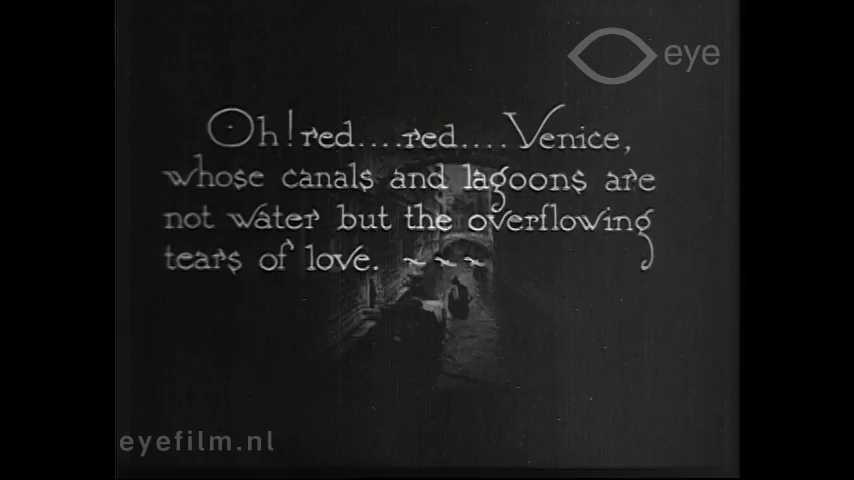 eye
Oh! red....red....Venice,
whose canals and lagoons are
not water but the overflowing
tears of love. ~ ~ ~
eyefilm.nl